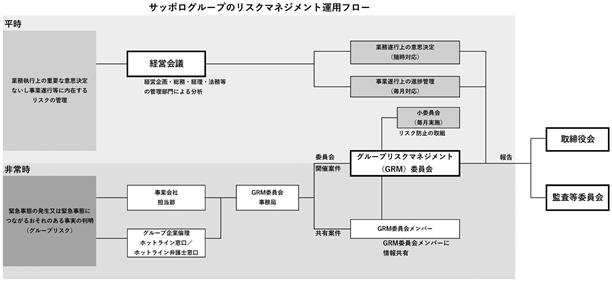 サッポログループのリスクマネジメント運用フロー
平時
業務執行上の重要な意思決定
ないし事業遂行等に内在する
リスクの管理
経営会議
経営企画・総務・経理・法務等
の管理部門による分析
業務遂行上の意思決定
（随時対応）
事業遂行上の進捗管理
（毎月対応）
小委員会
（毎月実施）
リスク防止の取組
非常時
緊急事態の発生又は緊急事態に
つながるおそれのある事実の判明
（グループリスク）
事業会社
担当部
グループ企業倫理
ホットライン窓口／
ホットライン弁護士窓口
GRM委員会
事務局
委員会
開催案件
グループリスクマネジメント
（GRM）委員会
共有案件
GRM委員会メンバー
GRM委員会メンバーに
情報共有
報告
取締役会
監査等委員会